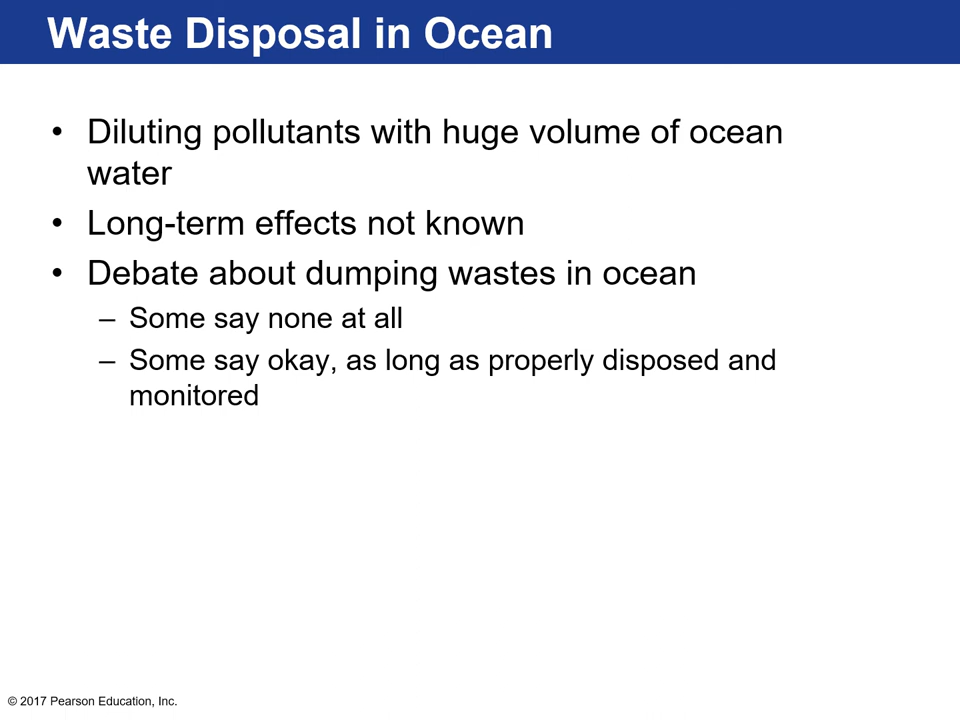 Waste Disposal in Ocean
• Diluting pollutants with huge volume of ocean
water
• Long-term effects not known
• Debate about dumping wastes in ocean
– Some say none at all
– Some say okay, as long as properly disposed and
monitored
© 2017 Pearson Education, Inc.